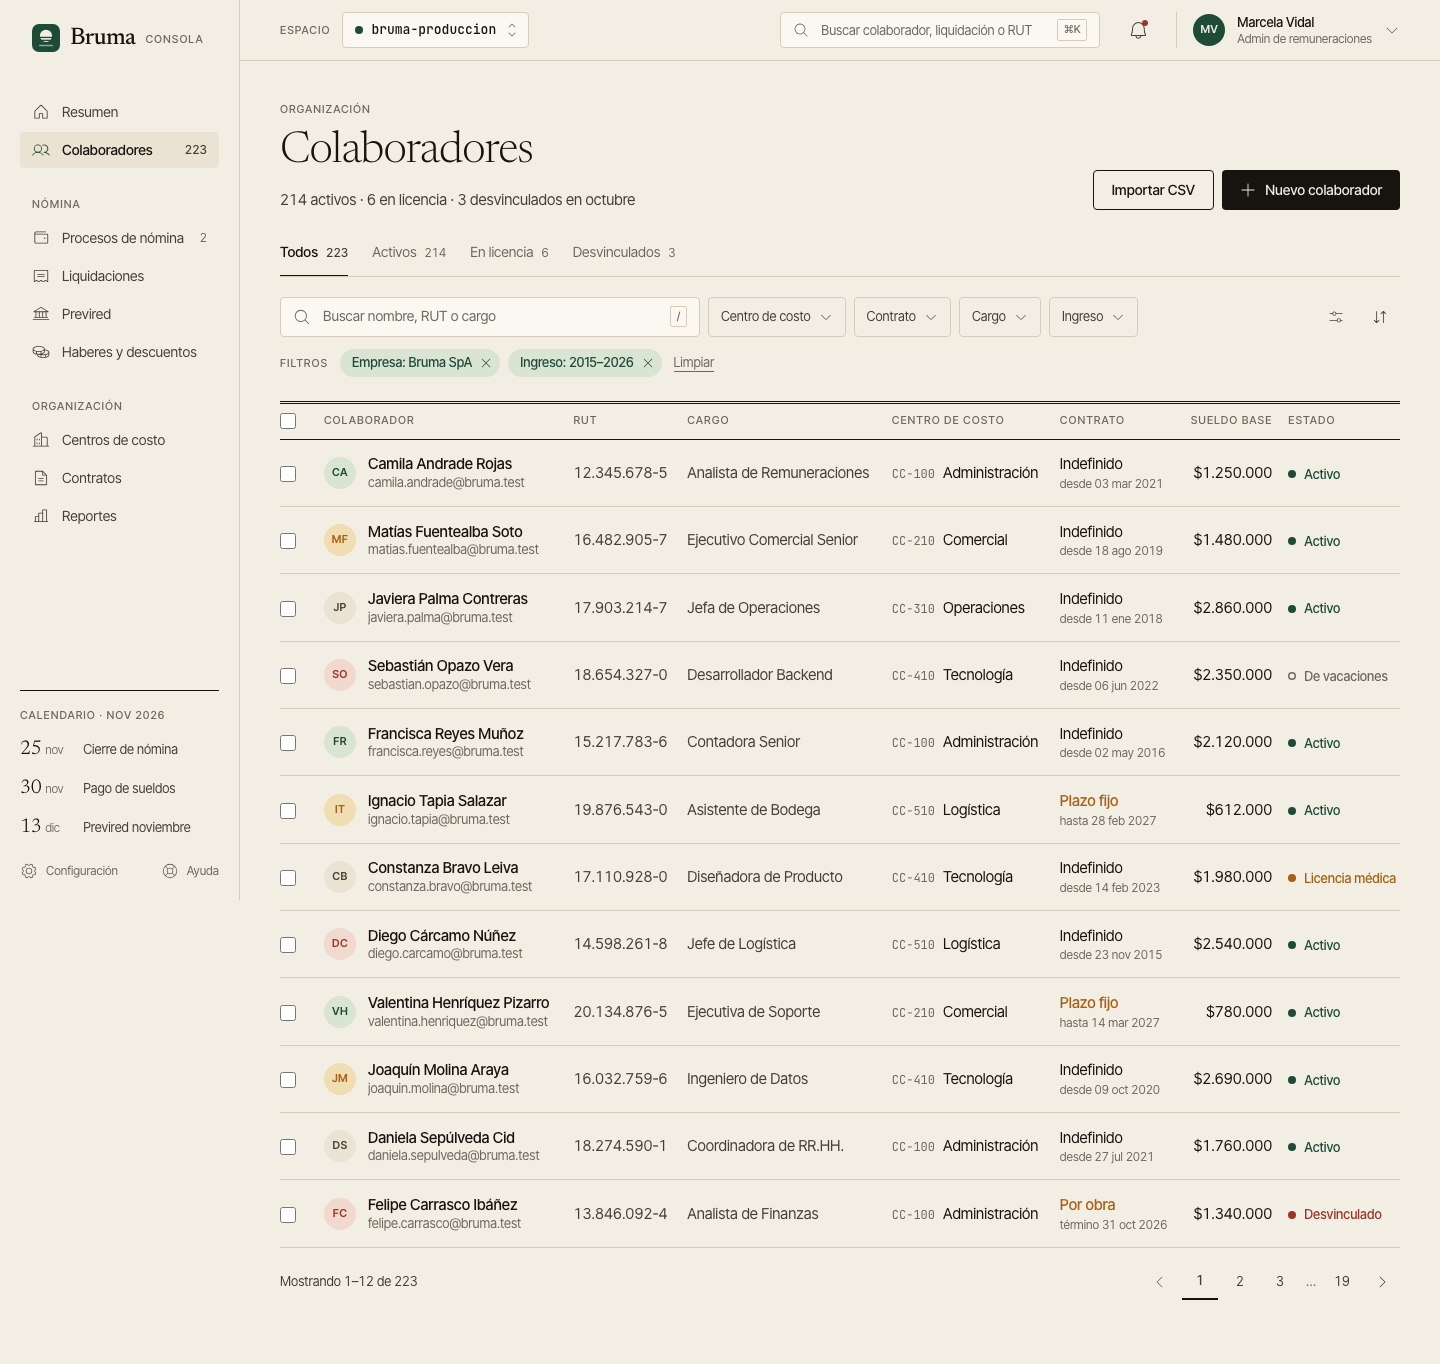 Bruma CONSOLA
ESPACIO
bruma-produccion
Buscar colaborador, liquidación o RUT ⌘K
MV
Marcela Vidal
Admin de remuneraciones
Resumen
Colaboradores 223
NÓMINA
Procesos de nómina 2
Liquidaciones
Previred
Haberes y descuentos
ORGANIZACIÓN
Centros de costo
Contratos
Reportes
CALENDARIO · NOV 2026
25 nov Cierre de nómina
30 nov Pago de sueldos
13 dic Previred noviembre
Configuración Ayuda
ORGANIZACIÓN
Colaboradores
214 activos · 6 en licencia · 3 desvinculados en octubre
Importar CSV
Nuevo colaborador
Todos 223 Activos 214 En licencia 6 Desvinculados 3
Buscar nombre, RUT o cargo / Centro de costo Contrato Cargo Ingreso
FILTROS Empresa: Bruma SpA Ingreso: 2015–2026 Limpiar
COLABORADOR RUT CARGO CENTRO DE COSTO CONTRATO SUELDO BASE ESTADO
CA Camila Andrade Rojas 12.345.678-5 Analista de Remuneraciones CC-100 Administración Indefinido $1.250.000 Activo
camila.andrade@bruma.test desde 03 mar 2021
MF Matías Fuentealba Soto 16.482.905-7 Ejecutivo Comercial Senior CC-210 Comercial Indefinido $1.480.000 Activo
matias.fuentealba@bruma.test desde 18 ago 2019
JP Javiera Palma Contreras 17.903.214-7 Jefa de Operaciones CC-310 Operaciones Indefinido $2.860.000 Activo
javiera.palma@bruma.test desde 11 ene 2018
SO Sebastián Opazo Vera 18.654.327-0 Desarrollador Backend CC-410 Tecnología Indefinido $2.350.000 De vacaciones
sebastian.opazo@bruma.test desde 06 jun 2022
FR Francisca Reyes Muñoz 15.217.783-6 Contadora Senior CC-100 Administración Indefinido $2.120.000 Activo
francisca.reyes@bruma.test desde 02 may 2016
IT Ignacio Tapia Salazar 19.876.543-0 Asistente de Bodega CC-510 Logística Plazo fijo $612.000 Activo
ignacio.tapia@bruma.test hasta 28 feb 2027
CB Constanza Bravo Leiva 17.110.928-0 Diseñadora de Producto CC-410 Tecnología Indefinido $1.980.000 Licencia médica
constanza.bravo@bruma.test desde 14 feb 2023
DC Diego Cárcamo Núñez 14.598.261-8 Jefe de Logística CC-510 Logística Indefinido $2.540.000 Activo
diego.carcamo@bruma.test desde 23 nov 2015
VH Valentina Henríquez Pizarro 20.134.876-5 Ejecutiva de Soporte CC-210 Comercial Plazo fijo $780.000 Activo
valentina.henriquez@bruma.test hasta 14 mar 2027
JM Joaquín Molina Araya 16.032.759-6 Ingeniero de Datos CC-410 Tecnología Indefinido $2.690.000 Activo
joaquin.molina@bruma.test desde 09 oct 2020
DS Daniela Sepúlveda Cid 18.274.590-1 Coordinadora de RR.HH. CC-100 Administración Indefinido $1.760.000 Activo
daniela.sepulveda@bruma.test desde 27 jul 2021
FC Felipe Carrasco Ibáñez 13.846.092-4 Analista de Finanzas CC-100 Administración Por obra $1.340.000 Desvinculado
felipe.carrasco@bruma.test término 31 oct 2026
Mostrando 1–12 de 223 1 2 3 ... 19